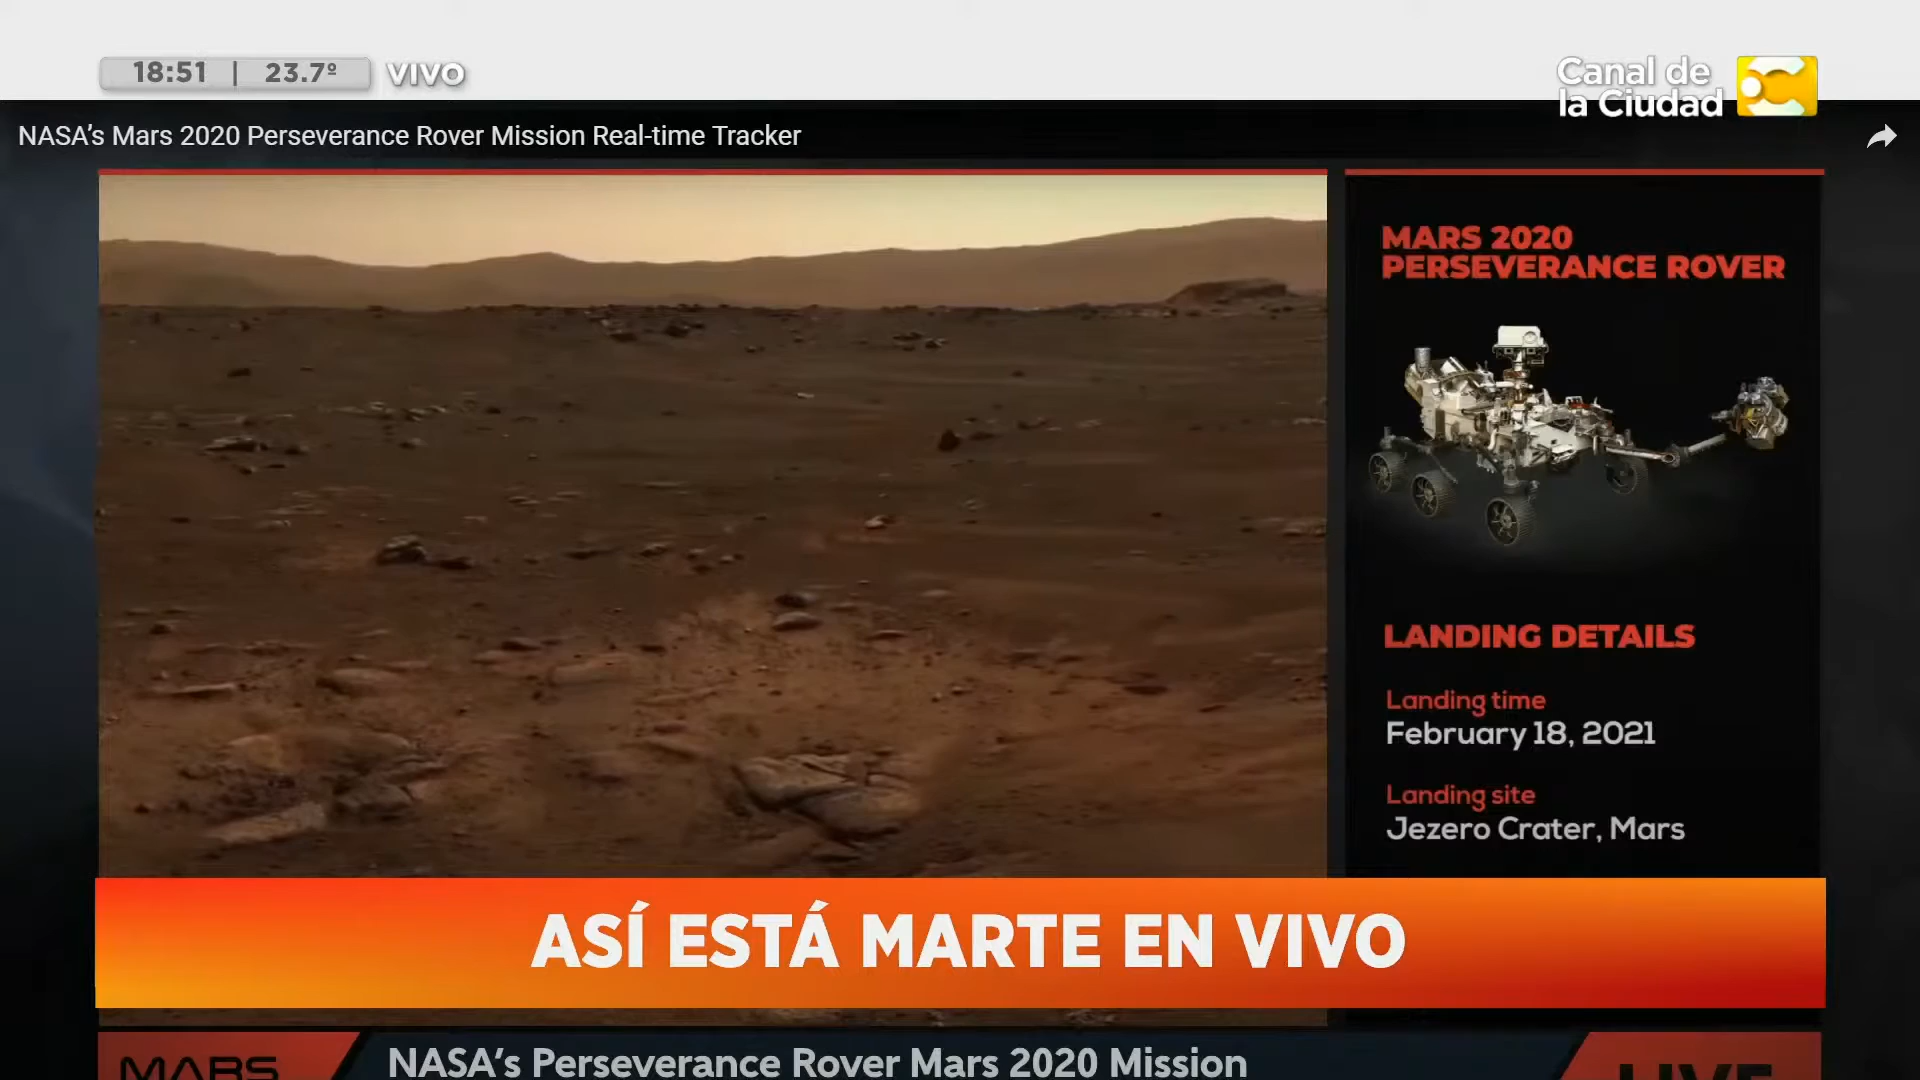 18:51 | 23.7º VIVO
Canal de
la Ciudad
NASA’s Mars 2020 Perseverance Rover Mission Real-time Tracker
MARS 2020
PERSEVERANCE ROVER
LANDING DETAILS
Landing time
February 18, 2021
Landing site
Jezero Crater, Mars
ASÍ ESTÁ MARTE EN VIVO
MARS
NASA’s Perseverance Rover Mars 2020 Mission
LIVE